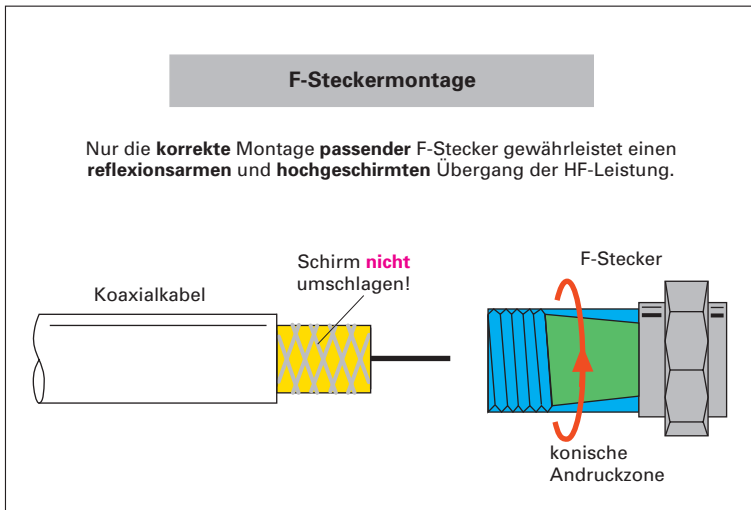 F-Steckermontage
Nur die korrekte Montage passender F-Stecker gewährleistet einen
reflexionsarmen und hochgeschirmten Übergang der HF-Leistung.
Schirm nicht
umschlagen!
Koaxialkabel
F-Stecker
konische
Andruckzone